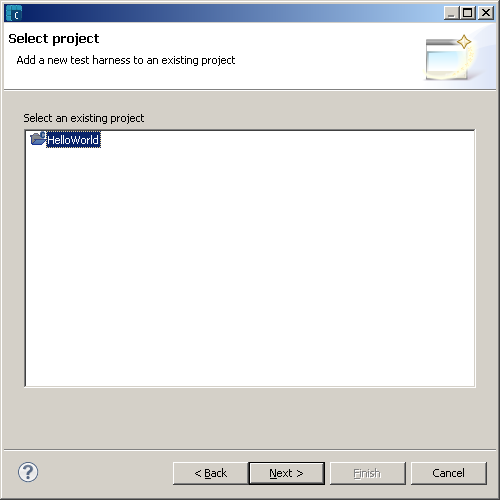 C
Select project
Add a new test harness to an existing project
Select an existing project
HelloWorld
?
< Back
Next >
Finish
Cancel